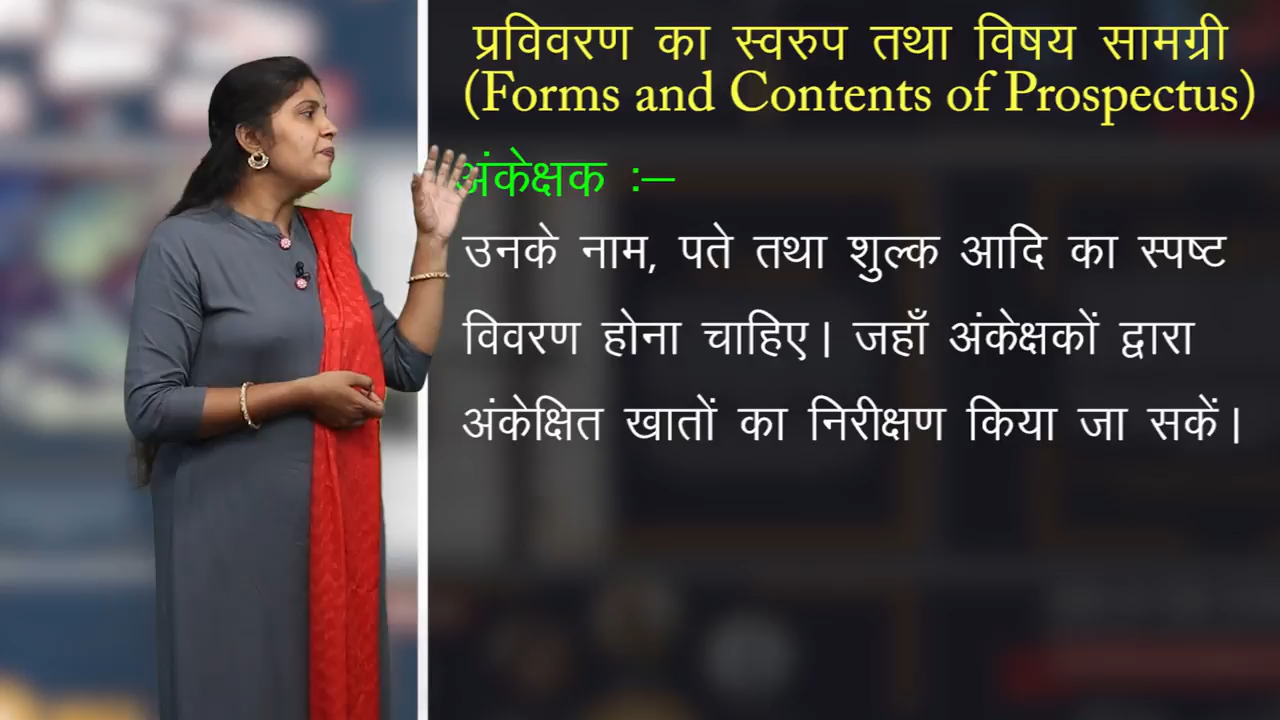 प्रविवरण का स्वरुप तथा विषय सामग्री
(Forms and Contents of Prospectus)
अंकेक्षक :–
उनके नाम, पते तथा शुल्क आदि का स्पष्ट
विवरण होना चाहिए। जहाँ अंकेक्षकों द्वारा
अंकेक्षित खातों का निरीक्षण किया जा सकें।